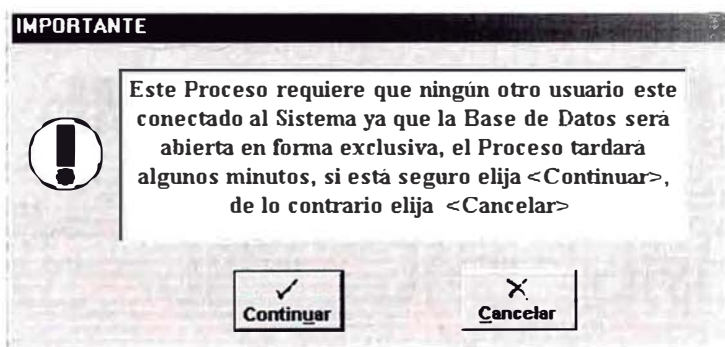 IMPORTANTE
Este Proceso requiere que ningún otro usuario este
conectado al Sistema ya que la Base de Datos será
abierta en forma exclusiva, el Proceso tardará
algunos minutos, si está seguro elija <Continuar>,
de lo contrario elija <Cancelar>
Continuar
Cancelar